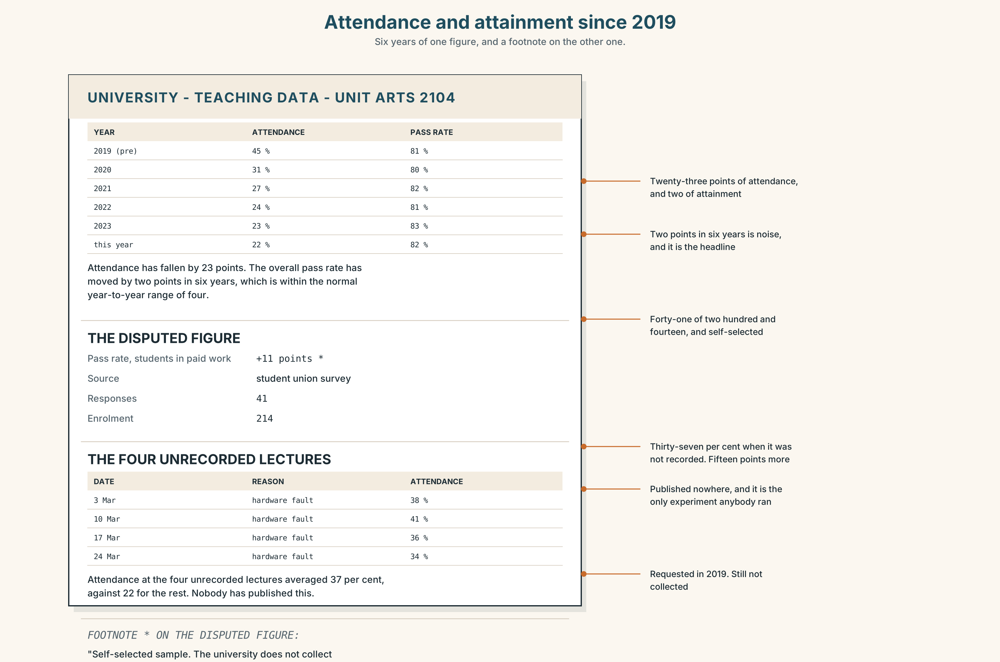 Attendance and attainment since 2019
Six years of one figure, and a footnote on the other one.
UNIVERSITY - TEACHING DATA - UNIT ARTS 2104
YEAR ATTENDANCE PASS RATE
2019 (pre) 45 % 81 %
2020 31 % 80 %
2021 27 % 82 %
2022 24 % 81 %
2023 23 % 83 %
this year 22 % 82 %
Attendance has fallen by 23 points. The overall pass rate has
moved by two points in six years, which is within the normal
year-to-year range of four.
THE DISPUTED FIGURE
Pass rate, students in paid work +11 points *
Source student union survey
Responses 41
Enrolment 214
THE FOUR UNRECORDED LECTURES
DATE REASON ATTENDANCE
3 Mar hardware fault 38 %
10 Mar hardware fault 41 %
17 Mar hardware fault 36 %
24 Mar hardware fault 34 %
Attendance at the four unrecorded lectures averaged 37 per cent,
against 22 for the rest. Nobody has published this.
FOOTNOTE * ON THE DISPUTED FIGURE:
"Self-selected sample. The university does not collect
Twenty-three points of attendance,
and two of attainment
Two points in six years is noise,
and it is the headline
Forty-one of two hundred and
fourteen, and self-selected
Thirty-seven per cent when it was
not recorded. Fifteen points more
Published nowhere, and it is the
only experiment anybody ran
Requested in 2019. Still not
collected